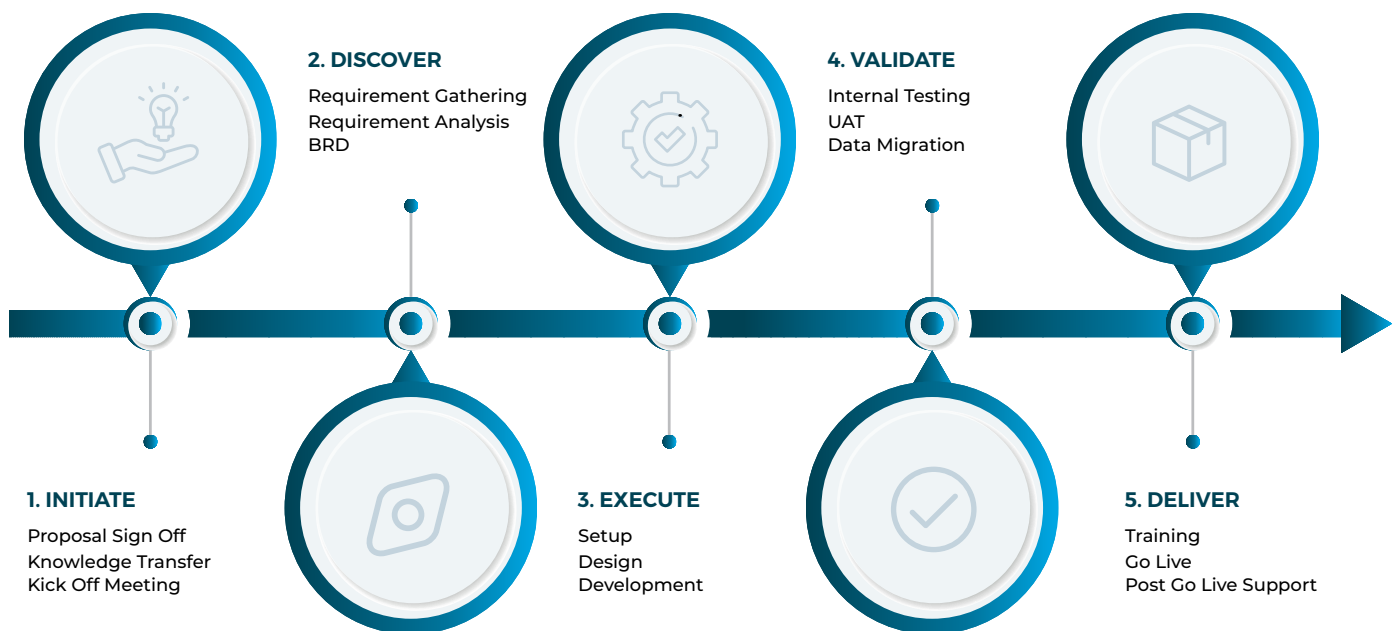 1. INITIATE
Proposal Sign Off
Knowledge Transfer
Kick Off Meeting
2. DISCOVER
Requirement Gathering
Requirement Analysis
BRD
3. EXECUTE
Setup
Design
Development
4. VALIDATE
Internal Testing
UAT
Data Migration
5. DELIVER
Training
Go Live
Post Go Live Support